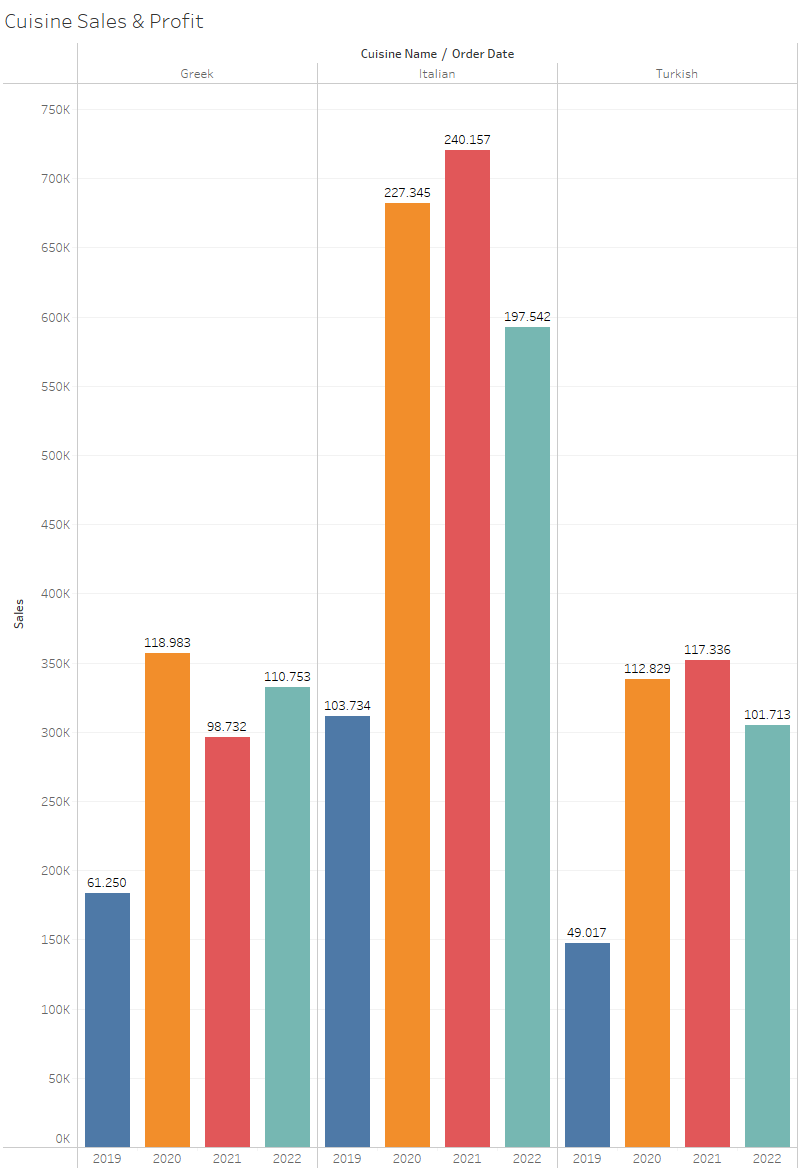 Cuisine Sales & Profit
Cuisine Name / Order Date
Greek Italian Turkish
750K
240.157
700K
227.345
650K
600K
197.542
550K
500K
450K
400K
Sales
350K
118.983
117.336
112.829
110.753
103.734
101.713
300K
98.732
250K
200K
61.250
150K
49.017
100K
50K
0K
2019 2020 2021 2022 2019 2020 2021 2022 2019 2020 2021 2022